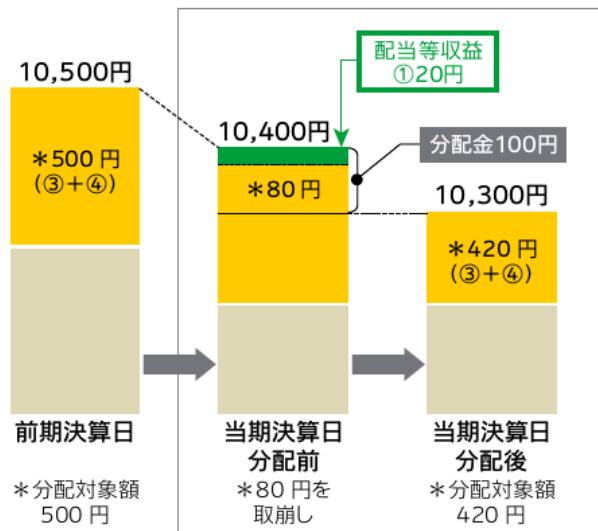 配当等収益
①20円
10,500円
10,400円
分配金100円
＊500 円
(③＋④)
＊80 円
10,300円
＊420 円
(③＋④)
前期決算日
当期決算日
分配前
当期決算日
分配後
＊分配対象額
500 円
＊80 円を
取崩し
＊分配対象額
420 円